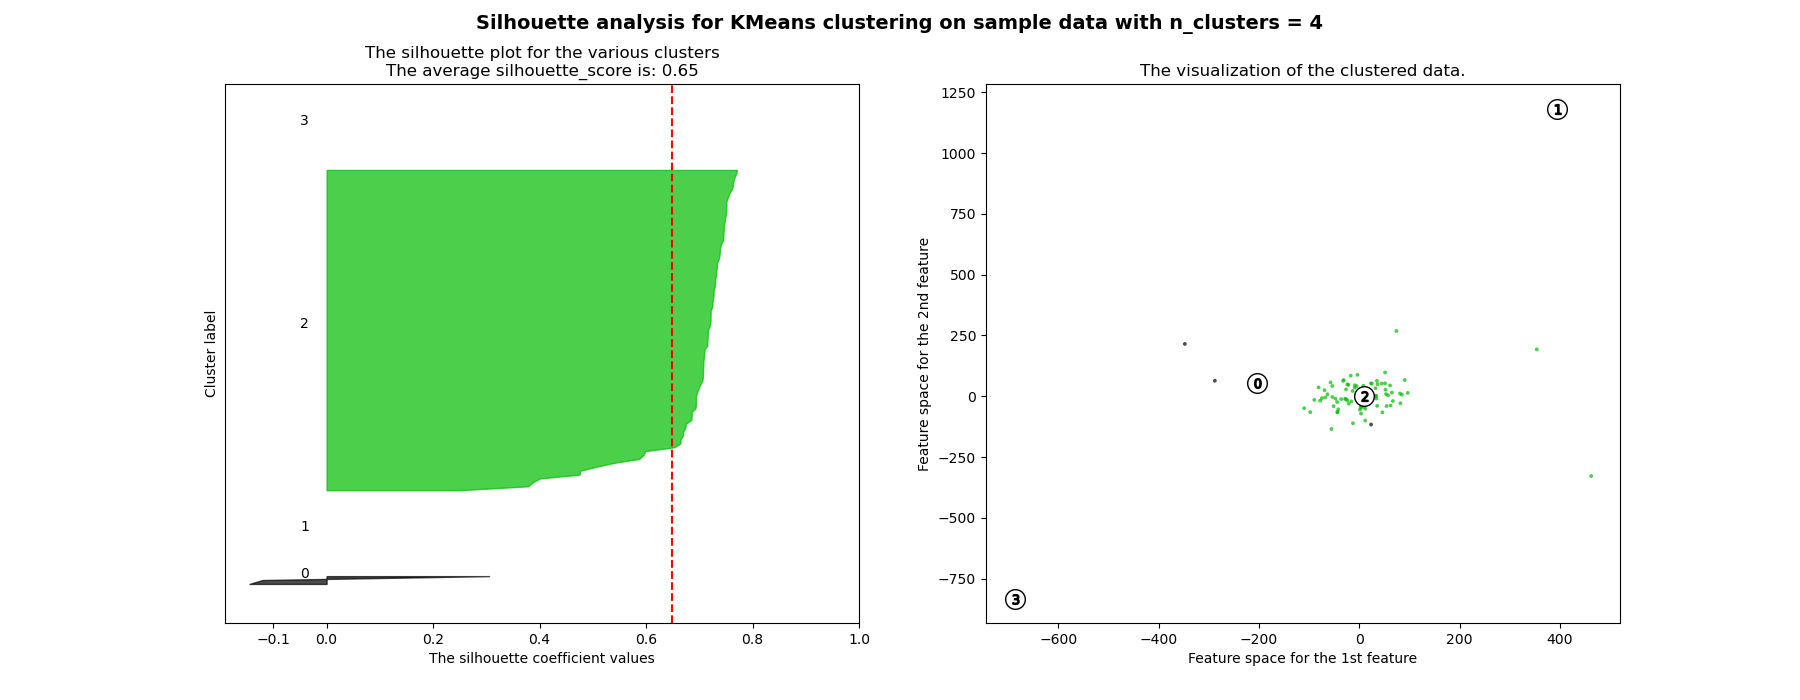 Silhouette analysis for KMeans clustering on sample data with n_clusters = 4
The silhouette plot for the various clusters
The average silhouette_score is: 0.65
3
2
1
0
Cluster label
−0.1 0.0 0.2 0.4 0.6 0.8 1.0
The silhouette coefficient values
The visualization of the clustered data.
1250
1000
750
500
250
0
−250
−500
−750
Feature space for the 2nd feature
1
0
2
3
−600 −400 −200 0 200 400
Feature space for the 1st feature